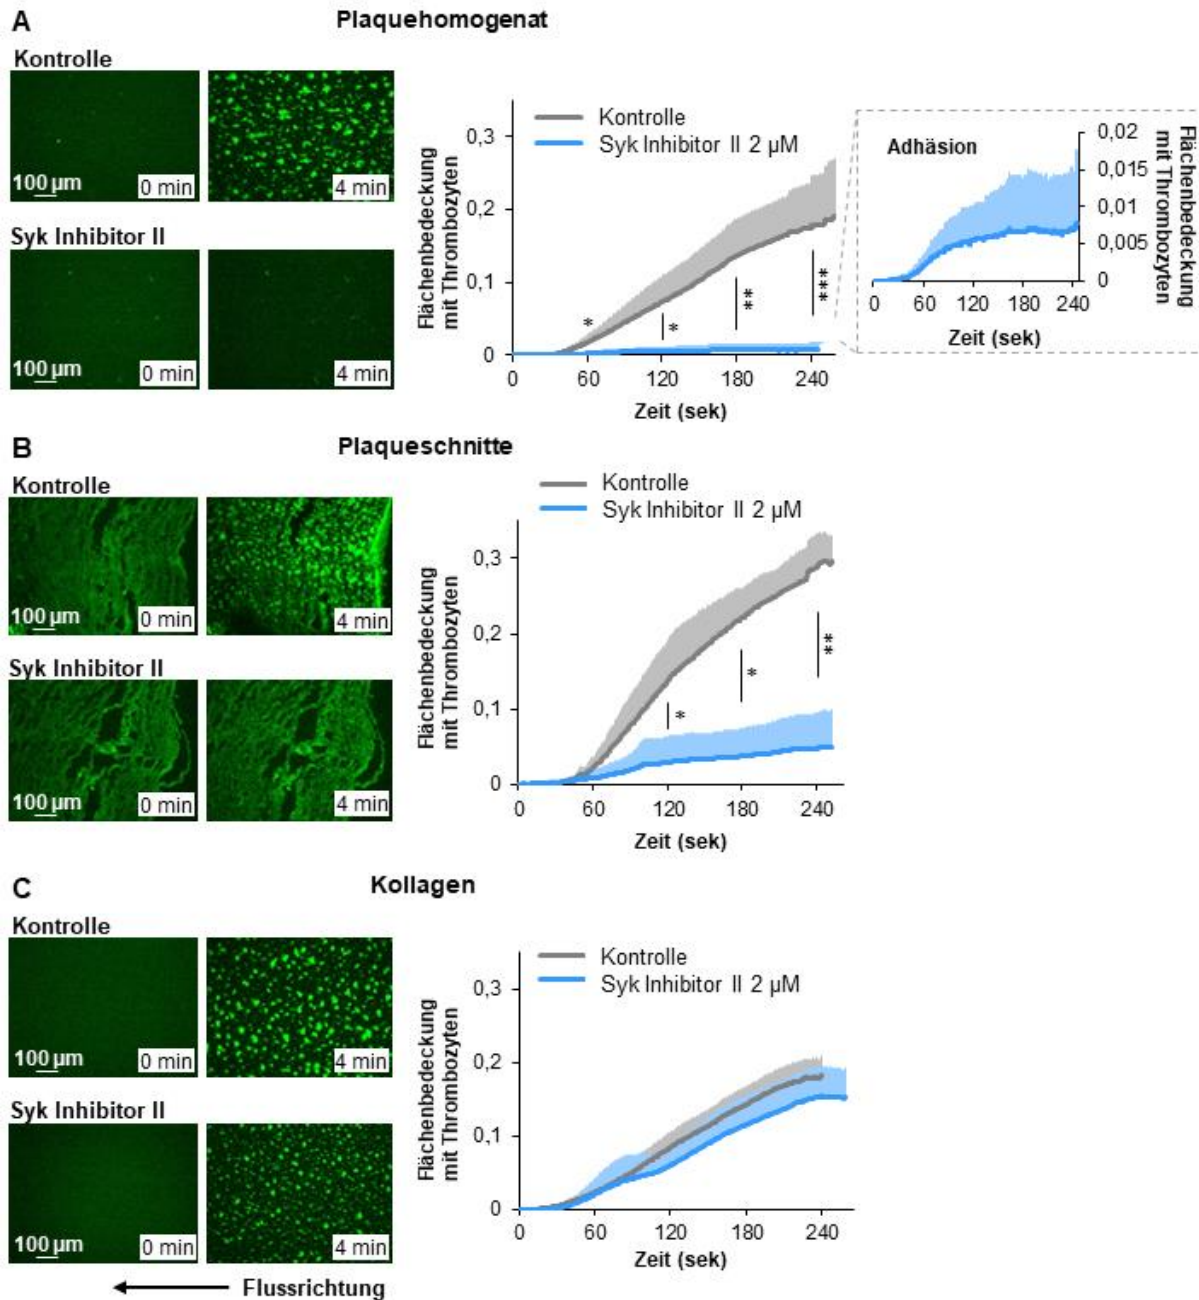 A
Plaquehomogenat
Kontrolle
100 µm
0 min
4 min
Syk Inhibitor II
100 µm
0 min
4 min
Flächenbedeckung
mit Thrombozyten
Kontrolle
Syk Inhibitor II 2 µM
0,3
0,2
0,1
0
*
*
**
***
0 60 120 180 240
Zeit (sek)
Adhäsion
0,02
0,015
0,01
0,005
0
Flächenbedeckung
mit Thrombozyten
0 60 120 180 240
Zeit (sek)
B
Plaqueschnitte
Kontrolle
100 µm
0 min
4 min
Syk Inhibitor II
100 µm
0 min
4 min
Flächenbedeckung
mit Thrombozyten
Kontrolle
Syk Inhibitor II 2 µM
0,3
0,2
0,1
0
*
*
**
0 60 120 180 240
Zeit (sek)
C
Kollagen
Kontrolle
100 µm
0 min
4 min
Syk Inhibitor II
100 µm
0 min
4 min
Flussrichtung
Flächenbedeckung
mit Thrombozyten
Kontrolle
Syk Inhibitor II 2 µM
0,3
0,2
0,1
0
0 60 120 180 240
Zeit (sek)